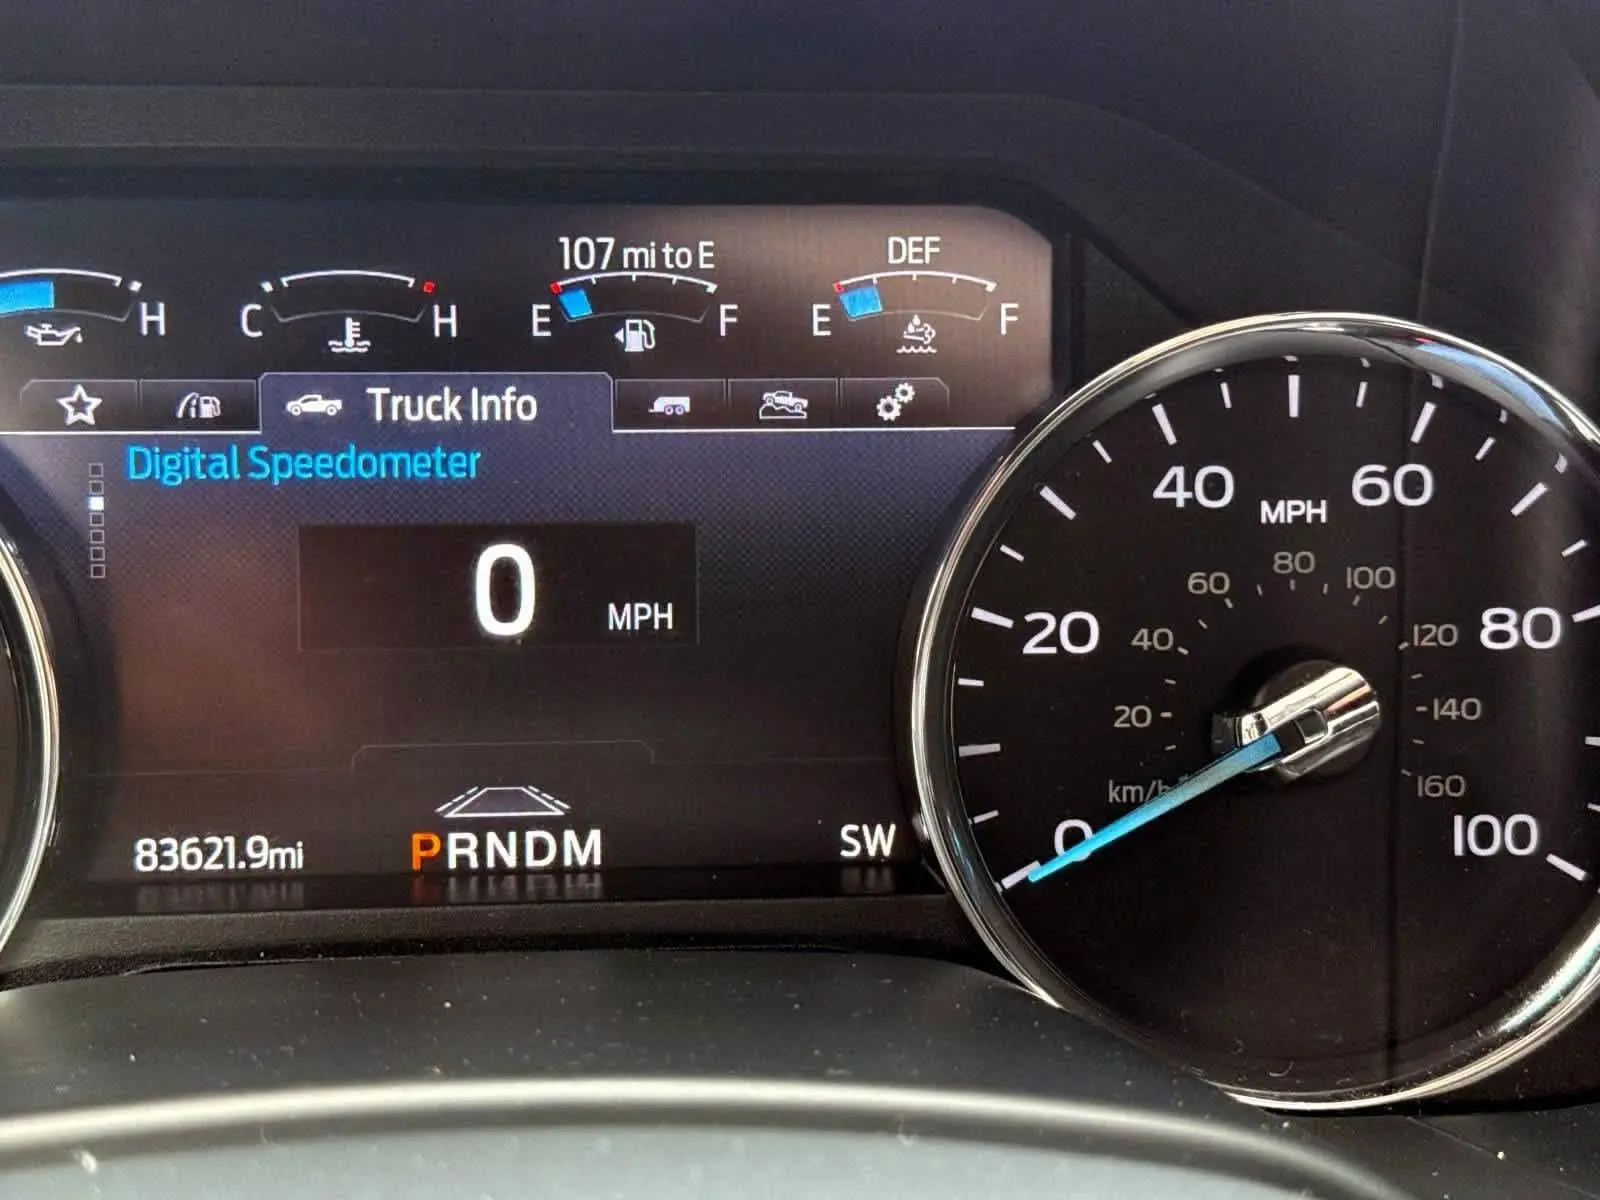 107 mi to E
DEF
H
C H
E F
E F
Truck Info
Digital Speedometer
0 MPH
83621.9mi
PRNDM
SW
0 20 40 60 80 100
MPH
20 40 60 80 100 120 140 160
km/h